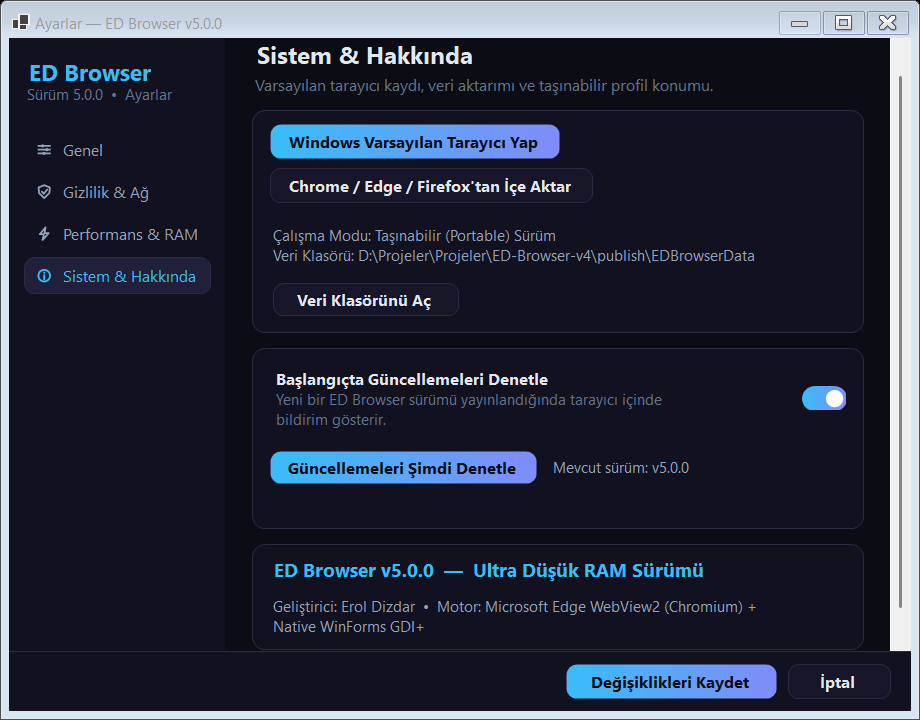 Ayarlar — ED Browser v5.0.0
ED Browser
Sürüm 5.0.0 • Ayarlar
Genel
Gizlilik & Ağ
Performans & RAM
Sistem & Hakkında
Sistem & Hakkında
Varsayılan tarayıcı kaydı, veri aktarımı ve taşınabilir profil konumu.
Windows Varsayılan Tarayıcı Yap
Chrome / Edge / Firefox'tan İçe Aktar
Çalışma Modu: Taşınabilir (Portable) Sürüm
Veri Klasörü: D:\Projeler\Projeler\ED-Browser-v4\publish\EDBrowserData
Veri Klasörünü Aç
Başlangıçta Güncellemeleri Denetle
Yeni bir ED Browser sürümü yayınlandığında tarayıcı içinde
bildirim gösterir.
Güncellemeleri Şimdi Denetle
Mevcut sürüm: v5.0.0
ED Browser v5.0.0 — Ultra Düşük RAM Sürümü
Geliştirici: Erol Dizdar • Motor: Microsoft Edge WebView2 (Chromium) +
Native WinForms GDI+
Değişiklikleri Kaydet
İptal